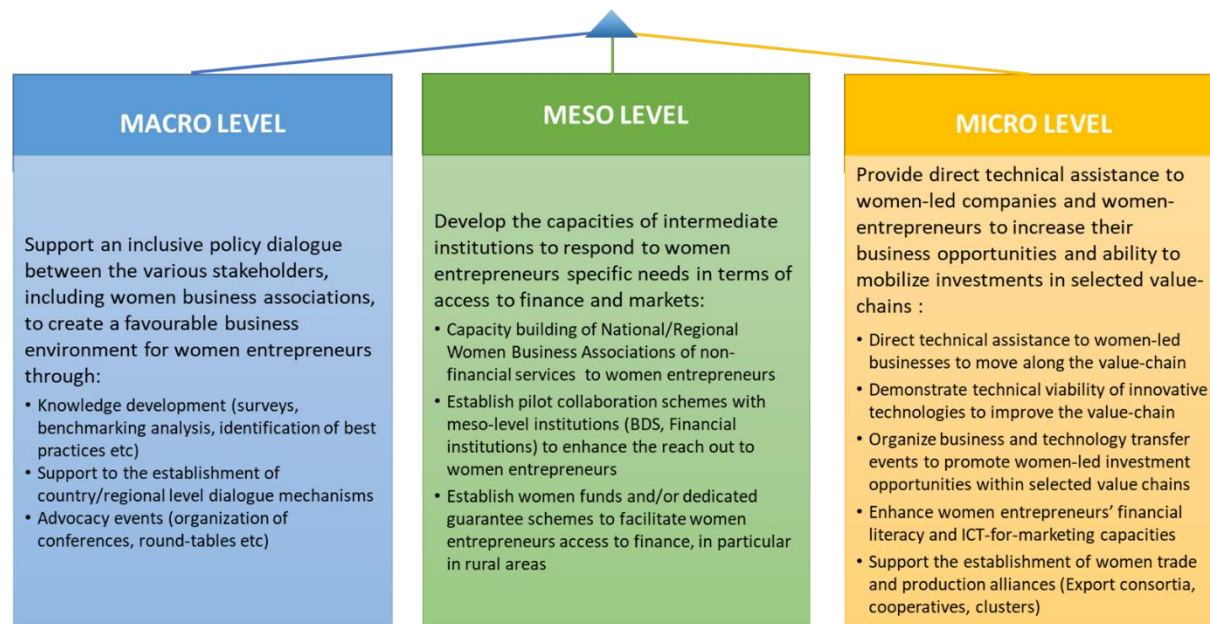 MACRO LEVEL
Support an inclusive policy dialogue
between the various stakeholders,
including women business associations,
to create a favourable business
environment for women entrepreneurs
through:
• Knowledge development (surveys,
benchmarking analysis, identification of best
practices etc)
• Support to the establishment of
country/regional level dialogue mechanisms
• Advocacy events (organization of
conferences, round-tables etc)
MESO LEVEL
Develop the capacities of intermediate
institutions to respond to women
entrepreneurs specific needs in terms of
access to finance and markets:
• Capacity building of National/Regional
Women Business Associations of non-
financial services to women entrepreneurs
• Establish pilot collaboration schemes with
meso-level institutions (BDS, Financial
institutions) to enhance the reach out to
women entrepreneurs
• Establish women funds and/or dedicated
guarantee schemes to facilitate women
entrepreneurs access to finance, in particular
in rural areas
MICRO LEVEL
Provide direct technical assistance to
women-led companies and women-
entrepreneurs to increase their
business opportunities and ability to
mobilize investments in selected value-
chains :
• Direct technical assistance to women-led
businesses to move along the value-chain
• Demonstrate technical viability of innovative
technologies to improve the value-chain
• Organize business and technology transfer
events to promote women-led investment
opportunities within selected value chains
• Enhance women entrepreneurs’ financial
literacy and ICT-for-marketing capacities
• Support the establishment of women trade
and production alliances (Export consortia,
cooperatives, clusters)